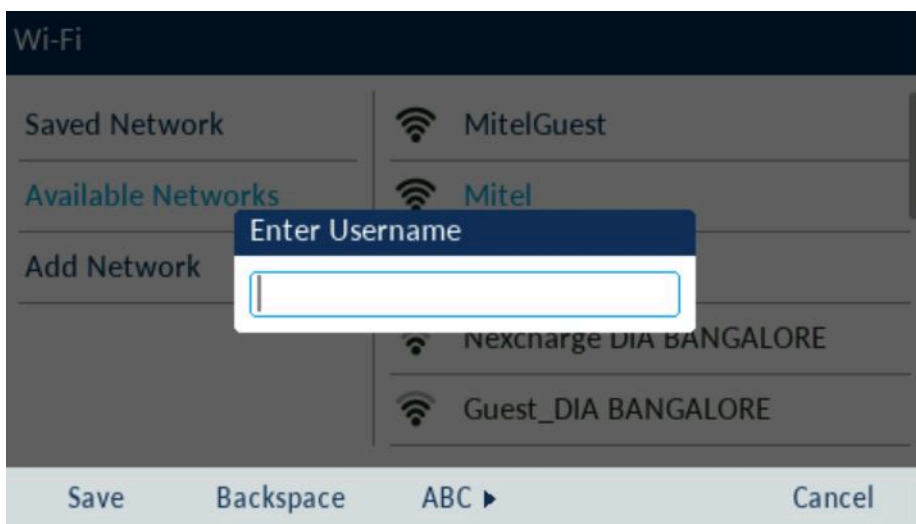 Wi-Fi
Saved Network
Available Networks
Add Network
MitelGuest
Mitel
Enter Username
Nexcharge DIA BANGALORE
Guest_DIA BANGALORE
Save Backspace ABC ▶ Cancel